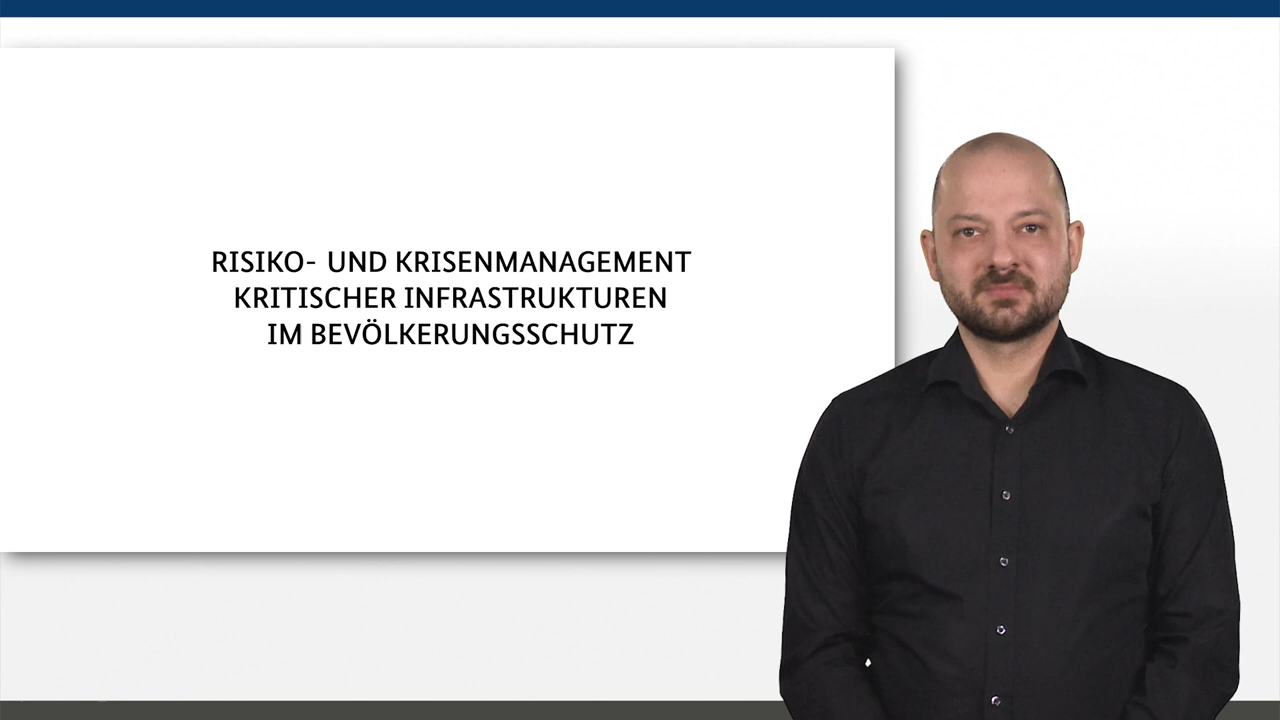 RISIKO- UND KRISENMANAGEMENT
KRITISCHER INFRASTRUKTUREN
IM BEVÖLKERUNGSSCHUTZ